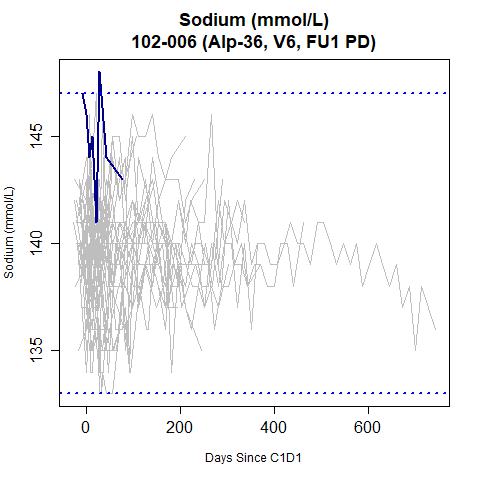 Sodium (mmol/L)
102-006 (Alp-36, V6, FU1 PD)
Sodium (mmol/L)
145
140
135
0 200 400 600
Days Since C1D1